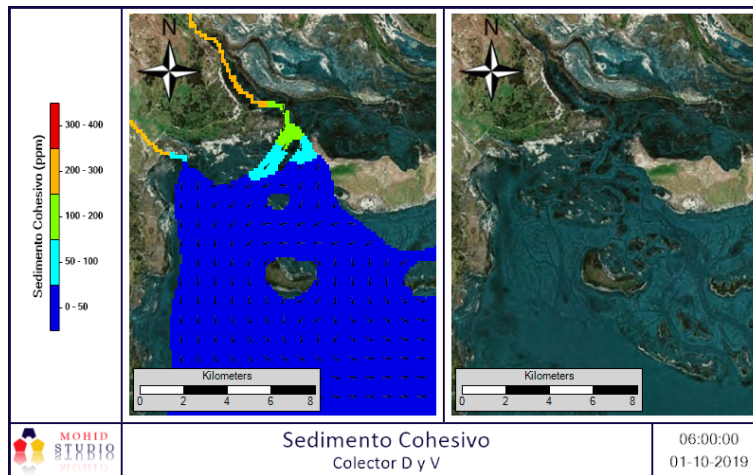 N
N
Sedimento Cohesivo (ppm)
300 - 400
200 - 300
100 - 200
50 - 100
0 - 50
Kilometers
0 2 4 6 8
Kilometers
0 2 4 6 8
MOHID
STUDIO
Sedimento Cohesivo
Colector D y V
06:00:00
01-10-2019